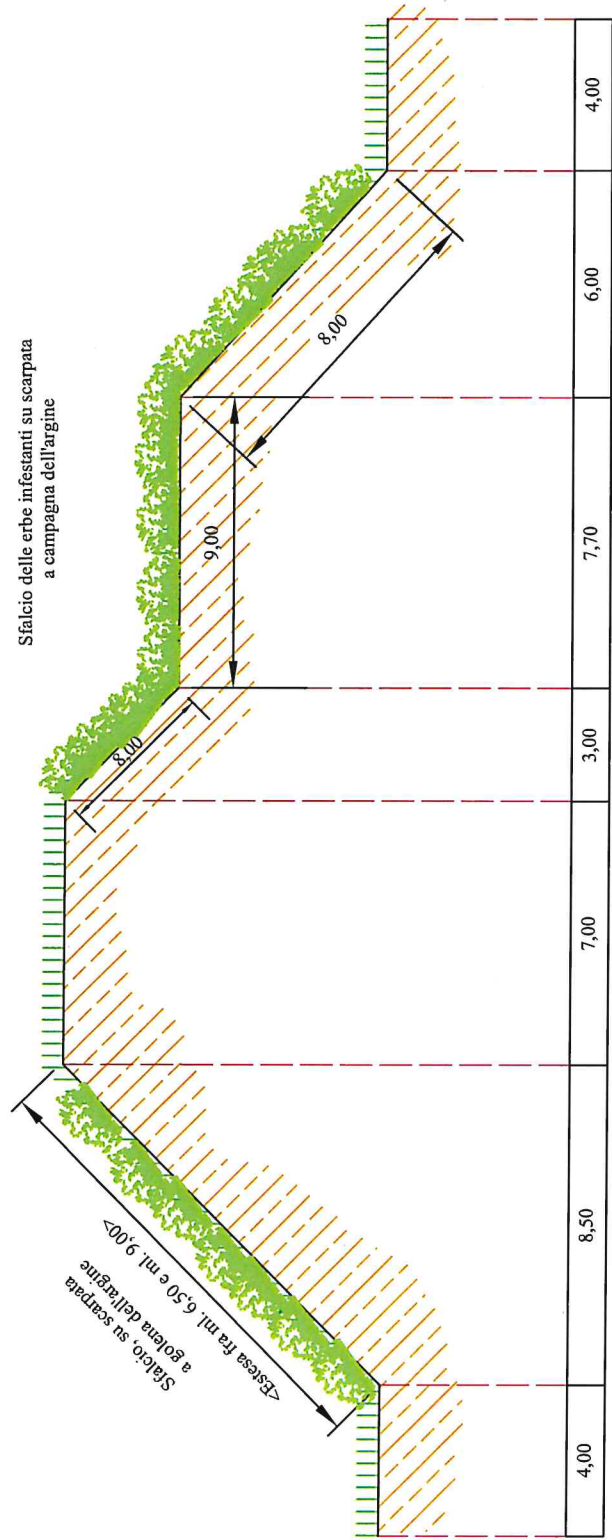 Sfalcio delle erbe infestanti su scarpata
a campagna dell'argine
Sfalcio, su scarpata
a golena dell'argine
<Estesa fra ml. 6,50 e ml. 9,00>
8,00
9,00
8,00
4,00
8,50
7,00
3,00
7,70
6,00
4,00